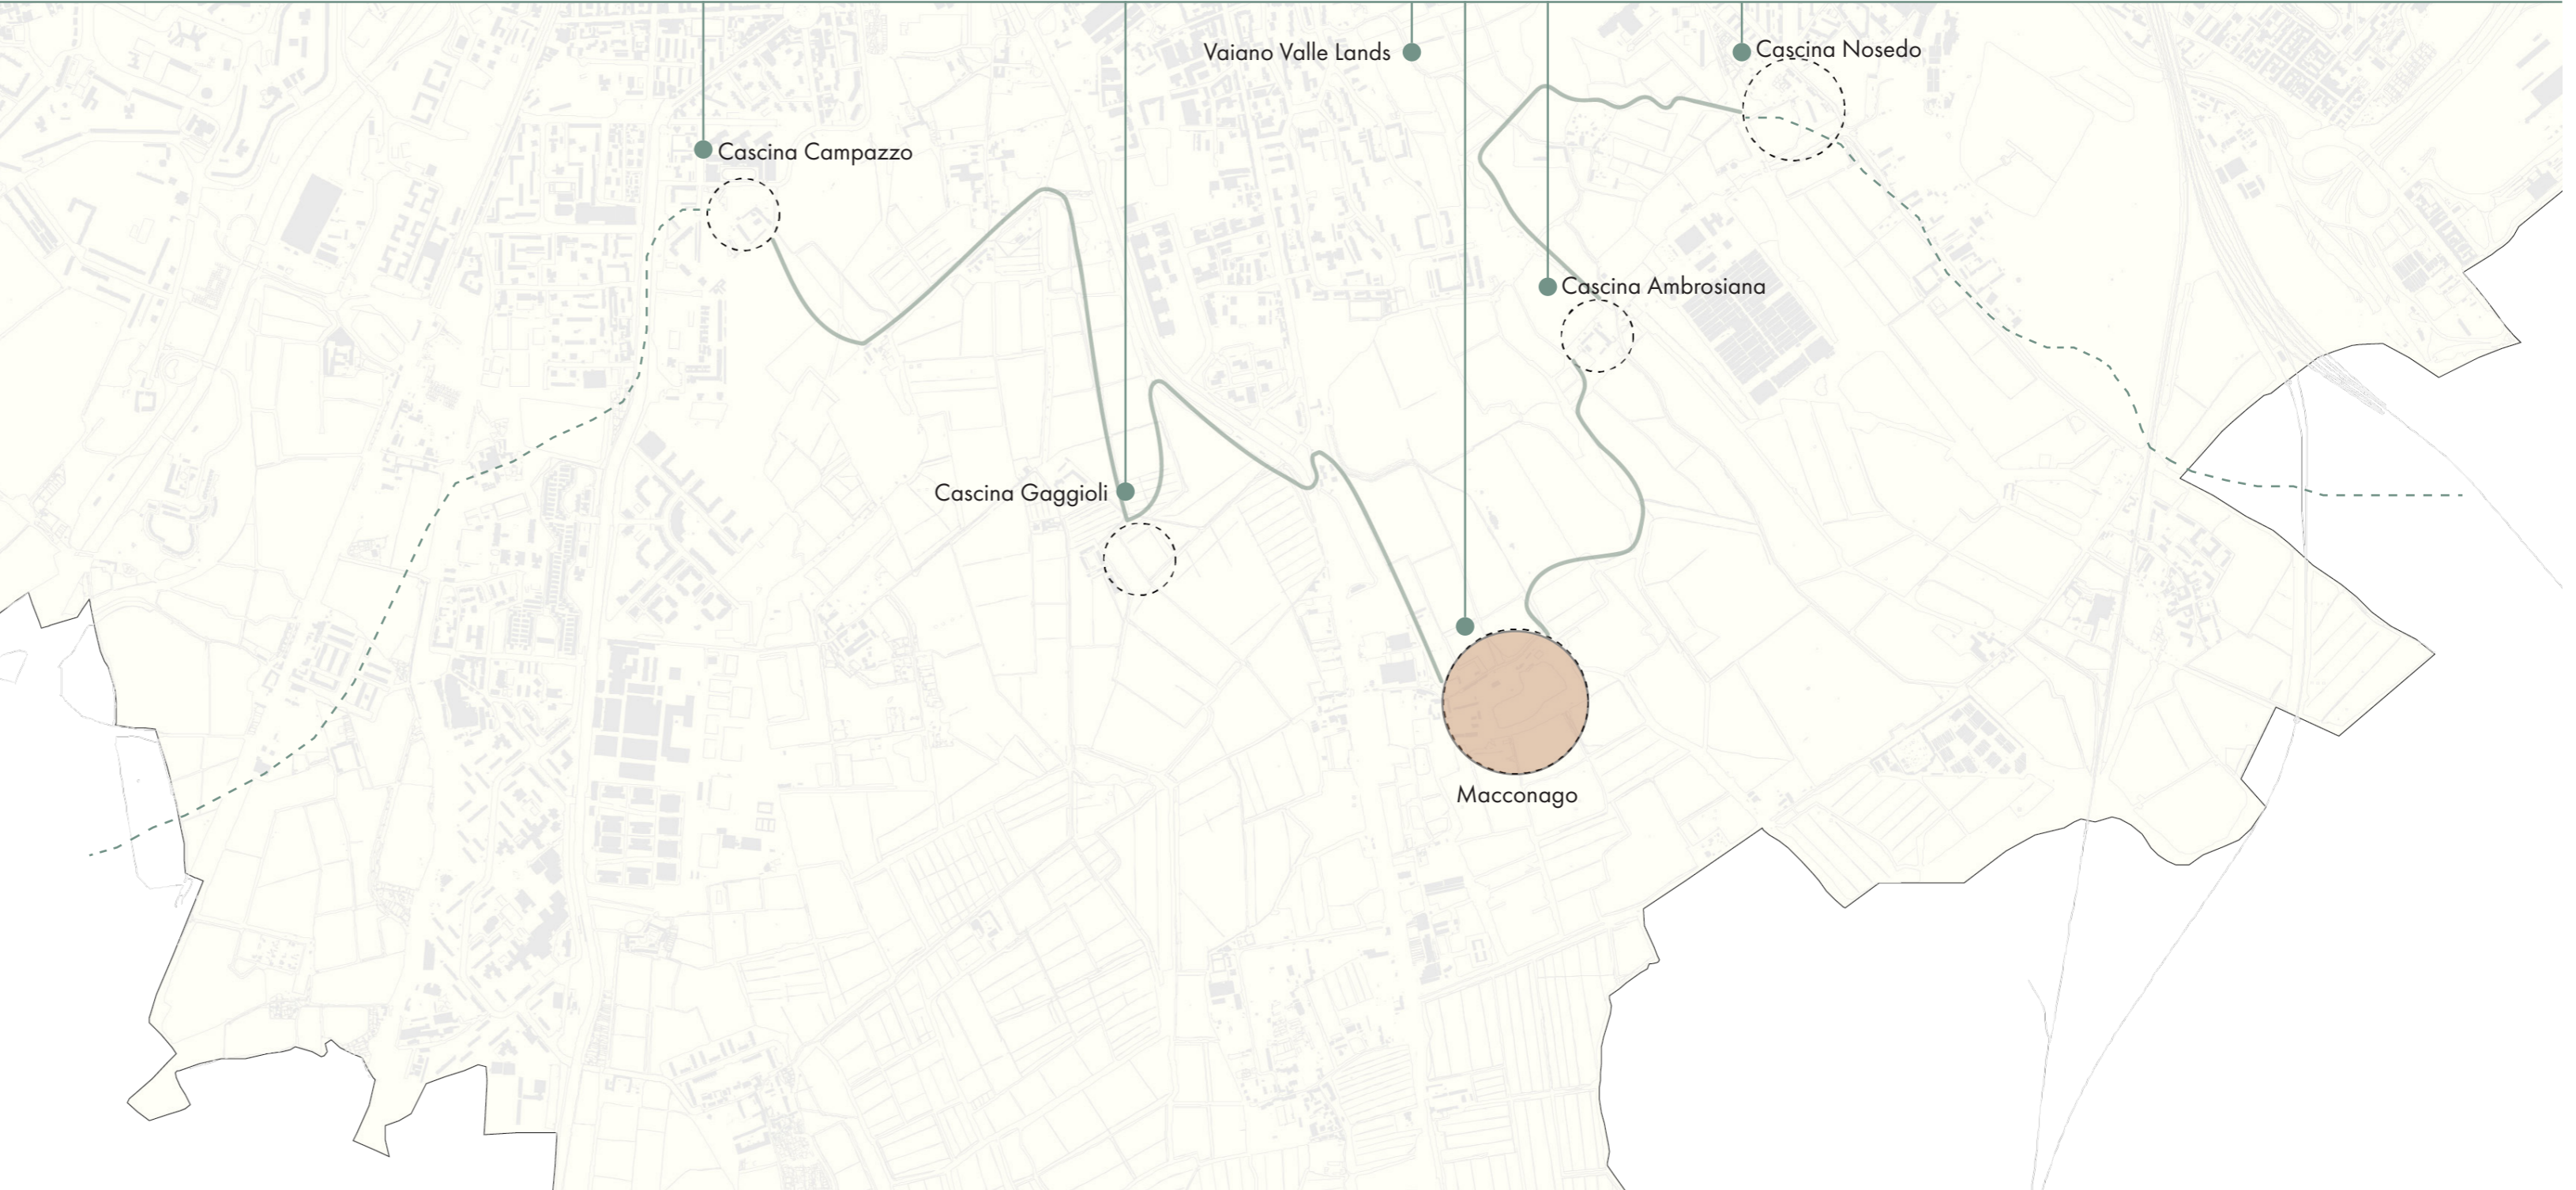 Cascina Nosedo
Vaiano Valle Lands
Cascina Campazzo
Cascina Ambrosiana
Cascina Gaggioli
Macconago